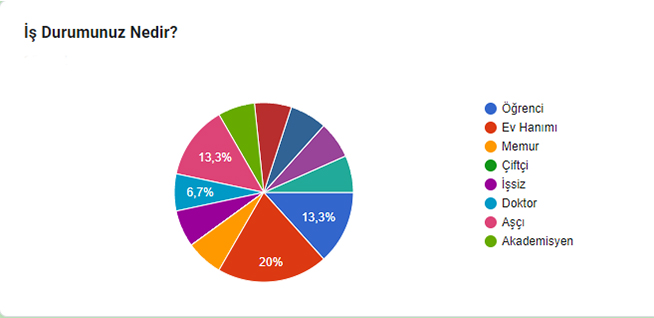 İş Durumunuz Nedir?
13,3%
6,7%
13,3%
20%
Öğrenci
Ev Hanımı
Memur
Çiftçi
İşsiz
Doktor
Aşçı
Akademisyen